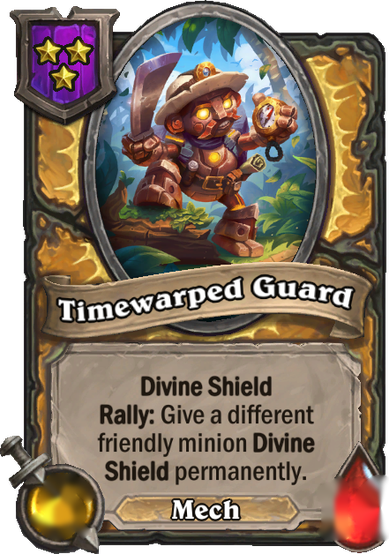 Timewarped Guard
Divine Shield
Rally: Give a different
friendly minion Divine
Shield permanently.
Mech